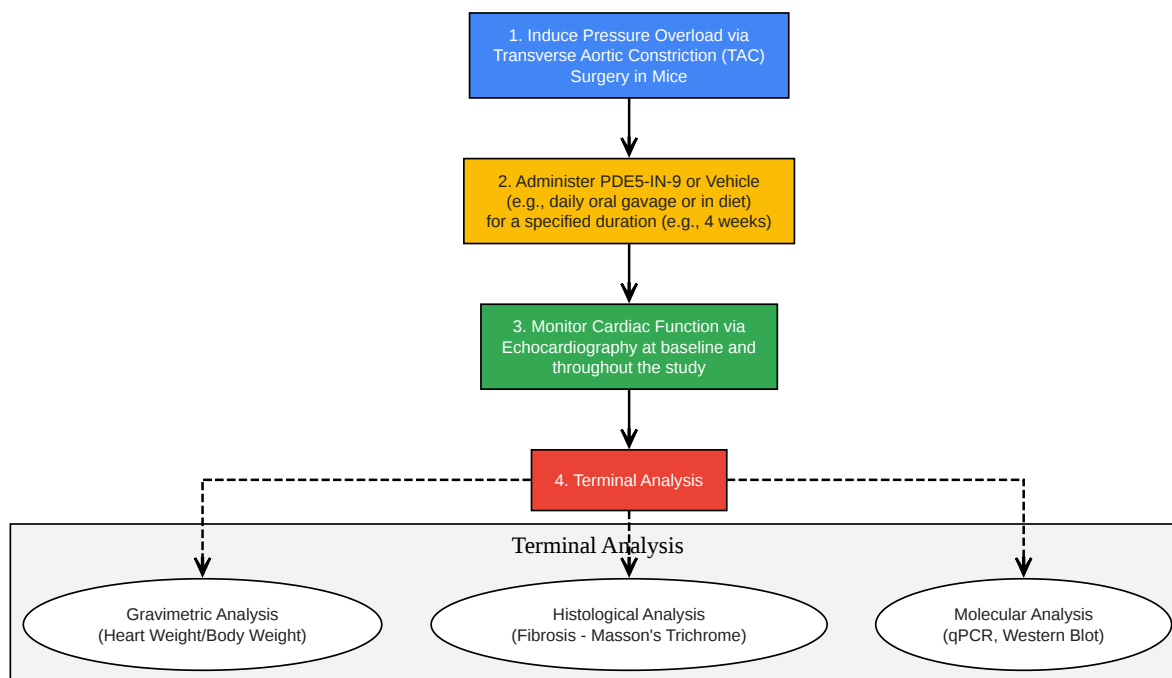 1. Induce Pressure Overload via
Transverse Aortic Constriction (TAC)
Surgery in Mice
2. Administer PDE5-IN-9 or Vehicle
(e.g., daily oral gavage or in diet)
for a specified duration (e.g., 4 weeks)
3. Monitor Cardiac Function via
Echocardiography at baseline and
throughout the study
4. Terminal Analysis
Terminal Analysis
Gravimetric Analysis
(Heart Weight/Body Weight)
Histological Analysis
(Fibrosis - Masson's Trichrome)
Molecular Analysis
(qPCR, Western Blot)